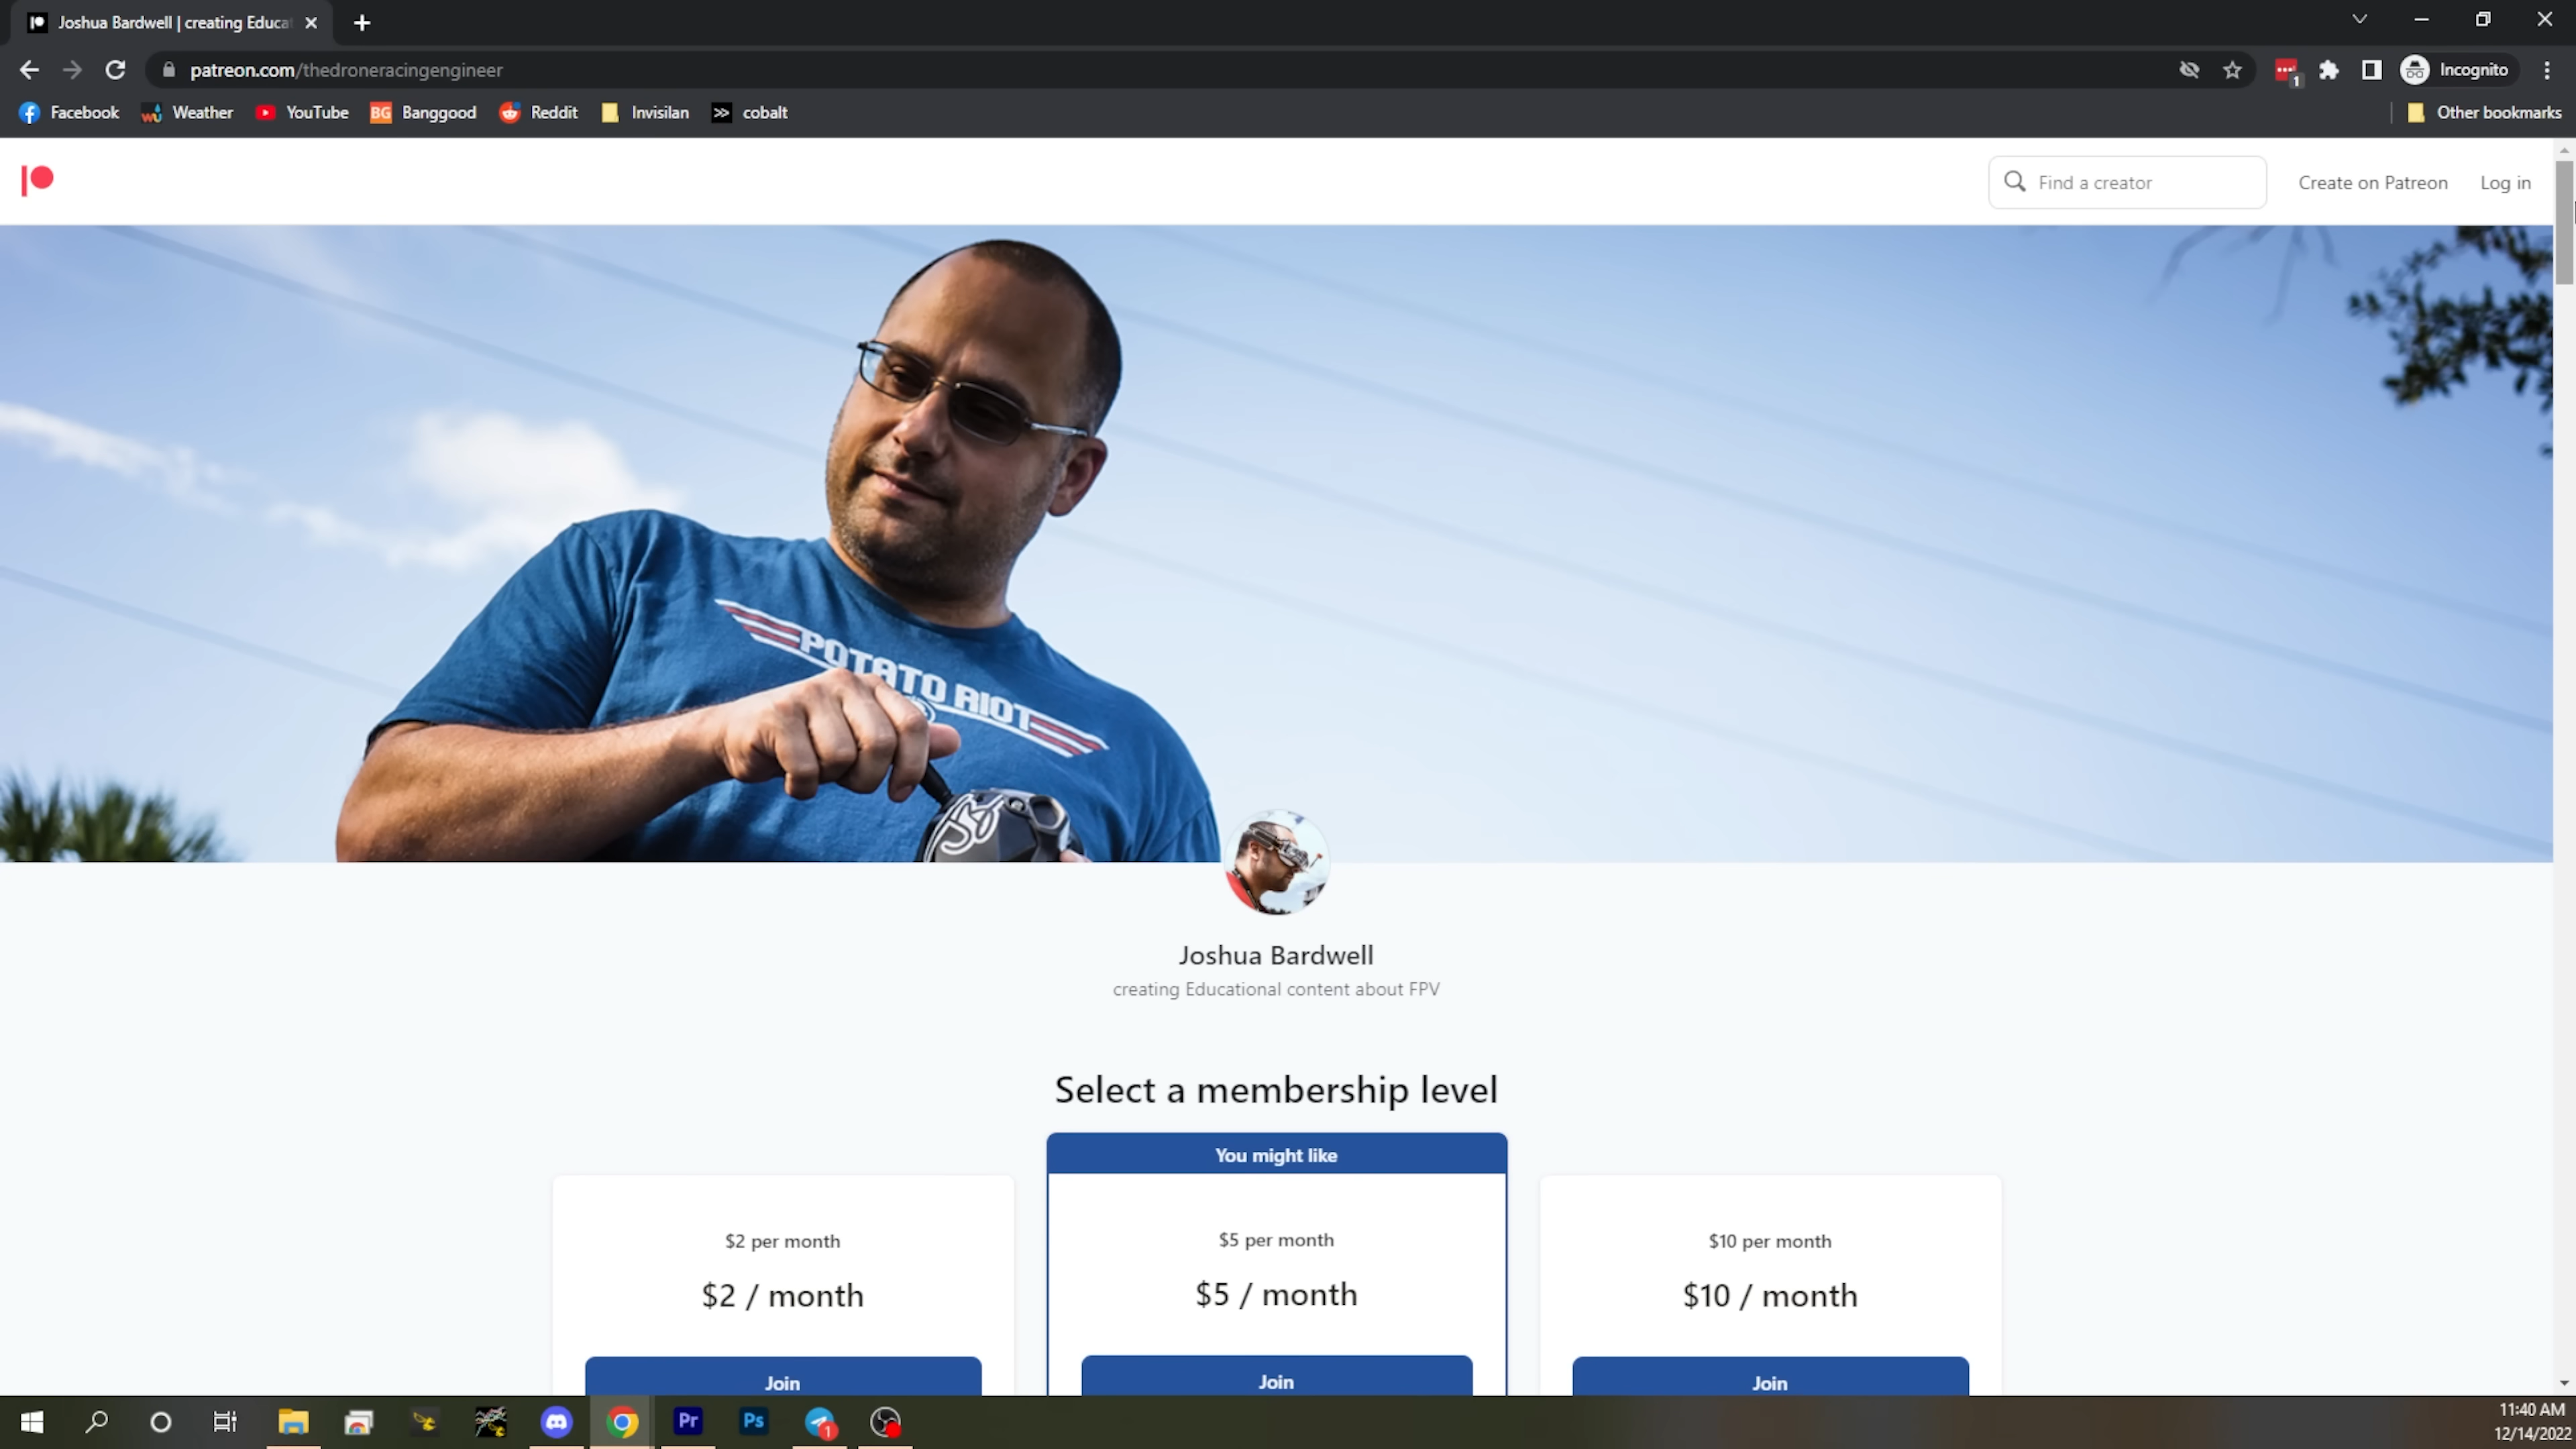 Joshua Bardwell | creating Educa
patreon.com/thedroneracingengineer
1
Incognito
Facebook
Weather
YouTube
BG
Banggood
Reddit
Invisilan
cobalt
Other bookmarks
Find a creator
Create on Patreon
Log in
POTATO RIOT
Joshua Bardwell
creating Educational content about FPV
Select a membership level
You might like
$2 per month
$5 per month
$10 per month
$2 / month
$5 / month
$10 / month
Join
Join
Join
Pr
Ps
1
11:40 AM
12/14/2022